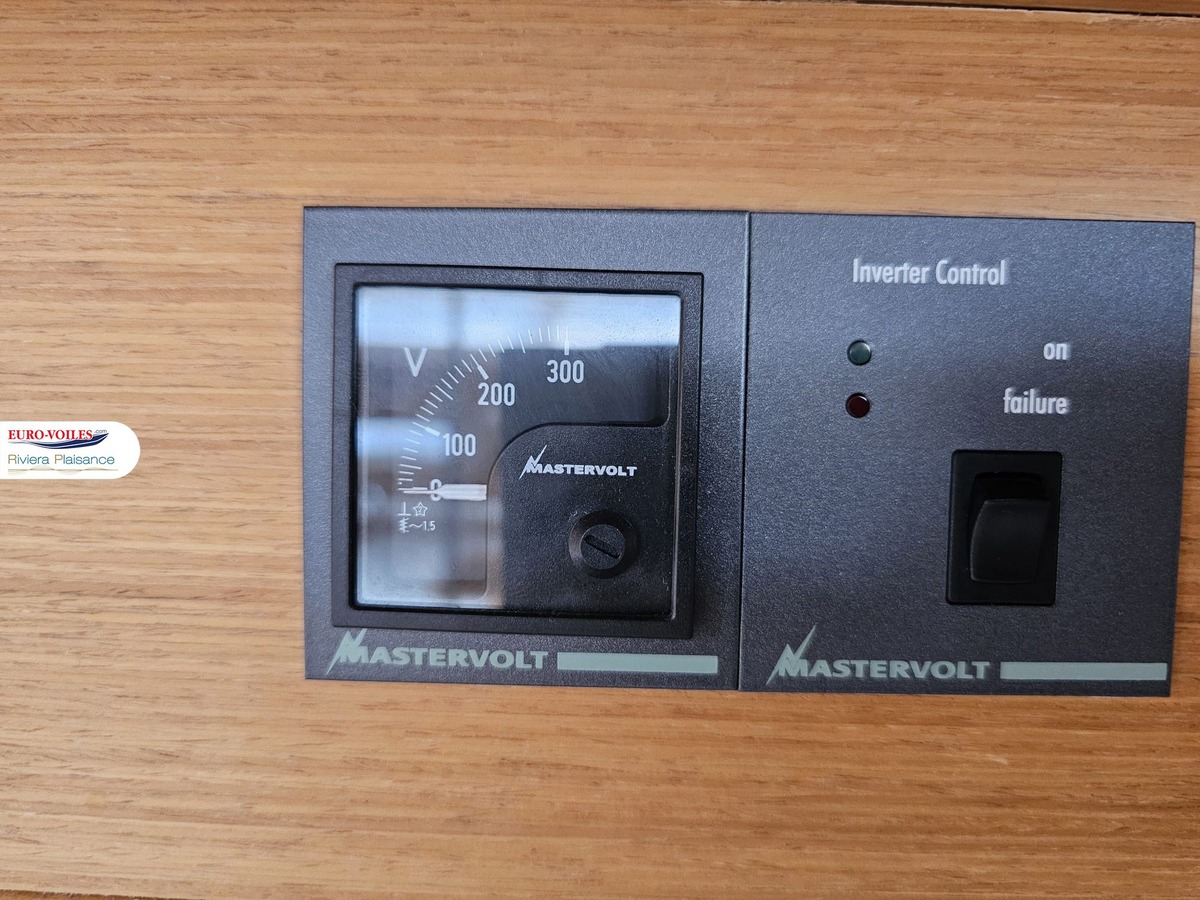 EURO-VOILES.com
Riviera Plaisance
V
0
100
200
300
~1.5
MASTERVOLT
MASTERVOLT
Inverter Control
on
failure
MASTERVOLT